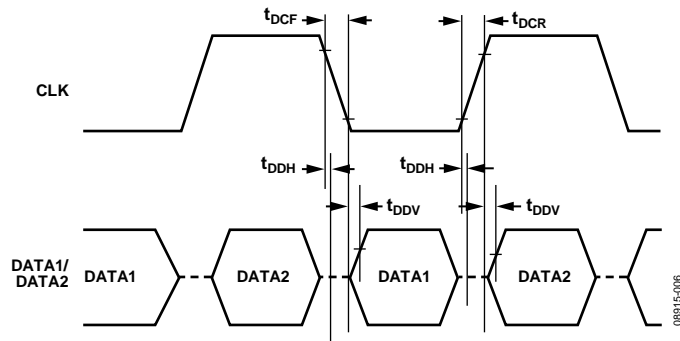 tDCF
tDCR
CLK
tDDH
tDDH
tDDV
tDDV
DATA1/
DATA2
DATA1
DATA2
DATA1
DATA2
08915-006